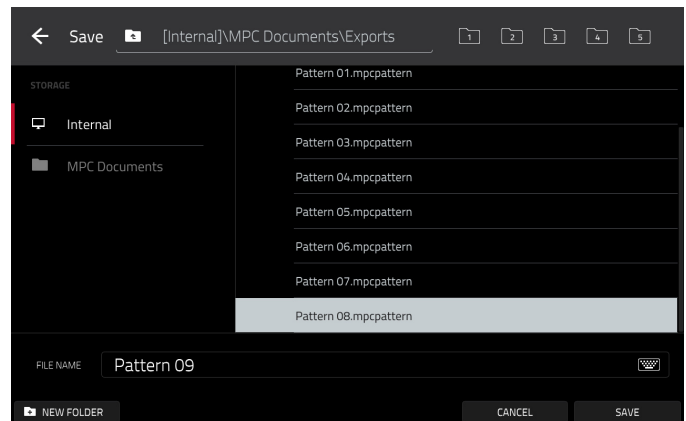 Save [Internal]\MPC Documents\Exports 1 2 3 4 5
STORAGE
Internal
MPC Documents
Pattern 01.mpcpattern
Pattern 02.mpcpattern
Pattern 03.mpcpattern
Pattern 04.mpcpattern
Pattern 05.mpcpattern
Pattern 06.mpcpattern
Pattern 07.mpcpattern
Pattern 08.mpcpattern
FILE NAME Pattern 09
NEW FOLDER CANCEL SAVE